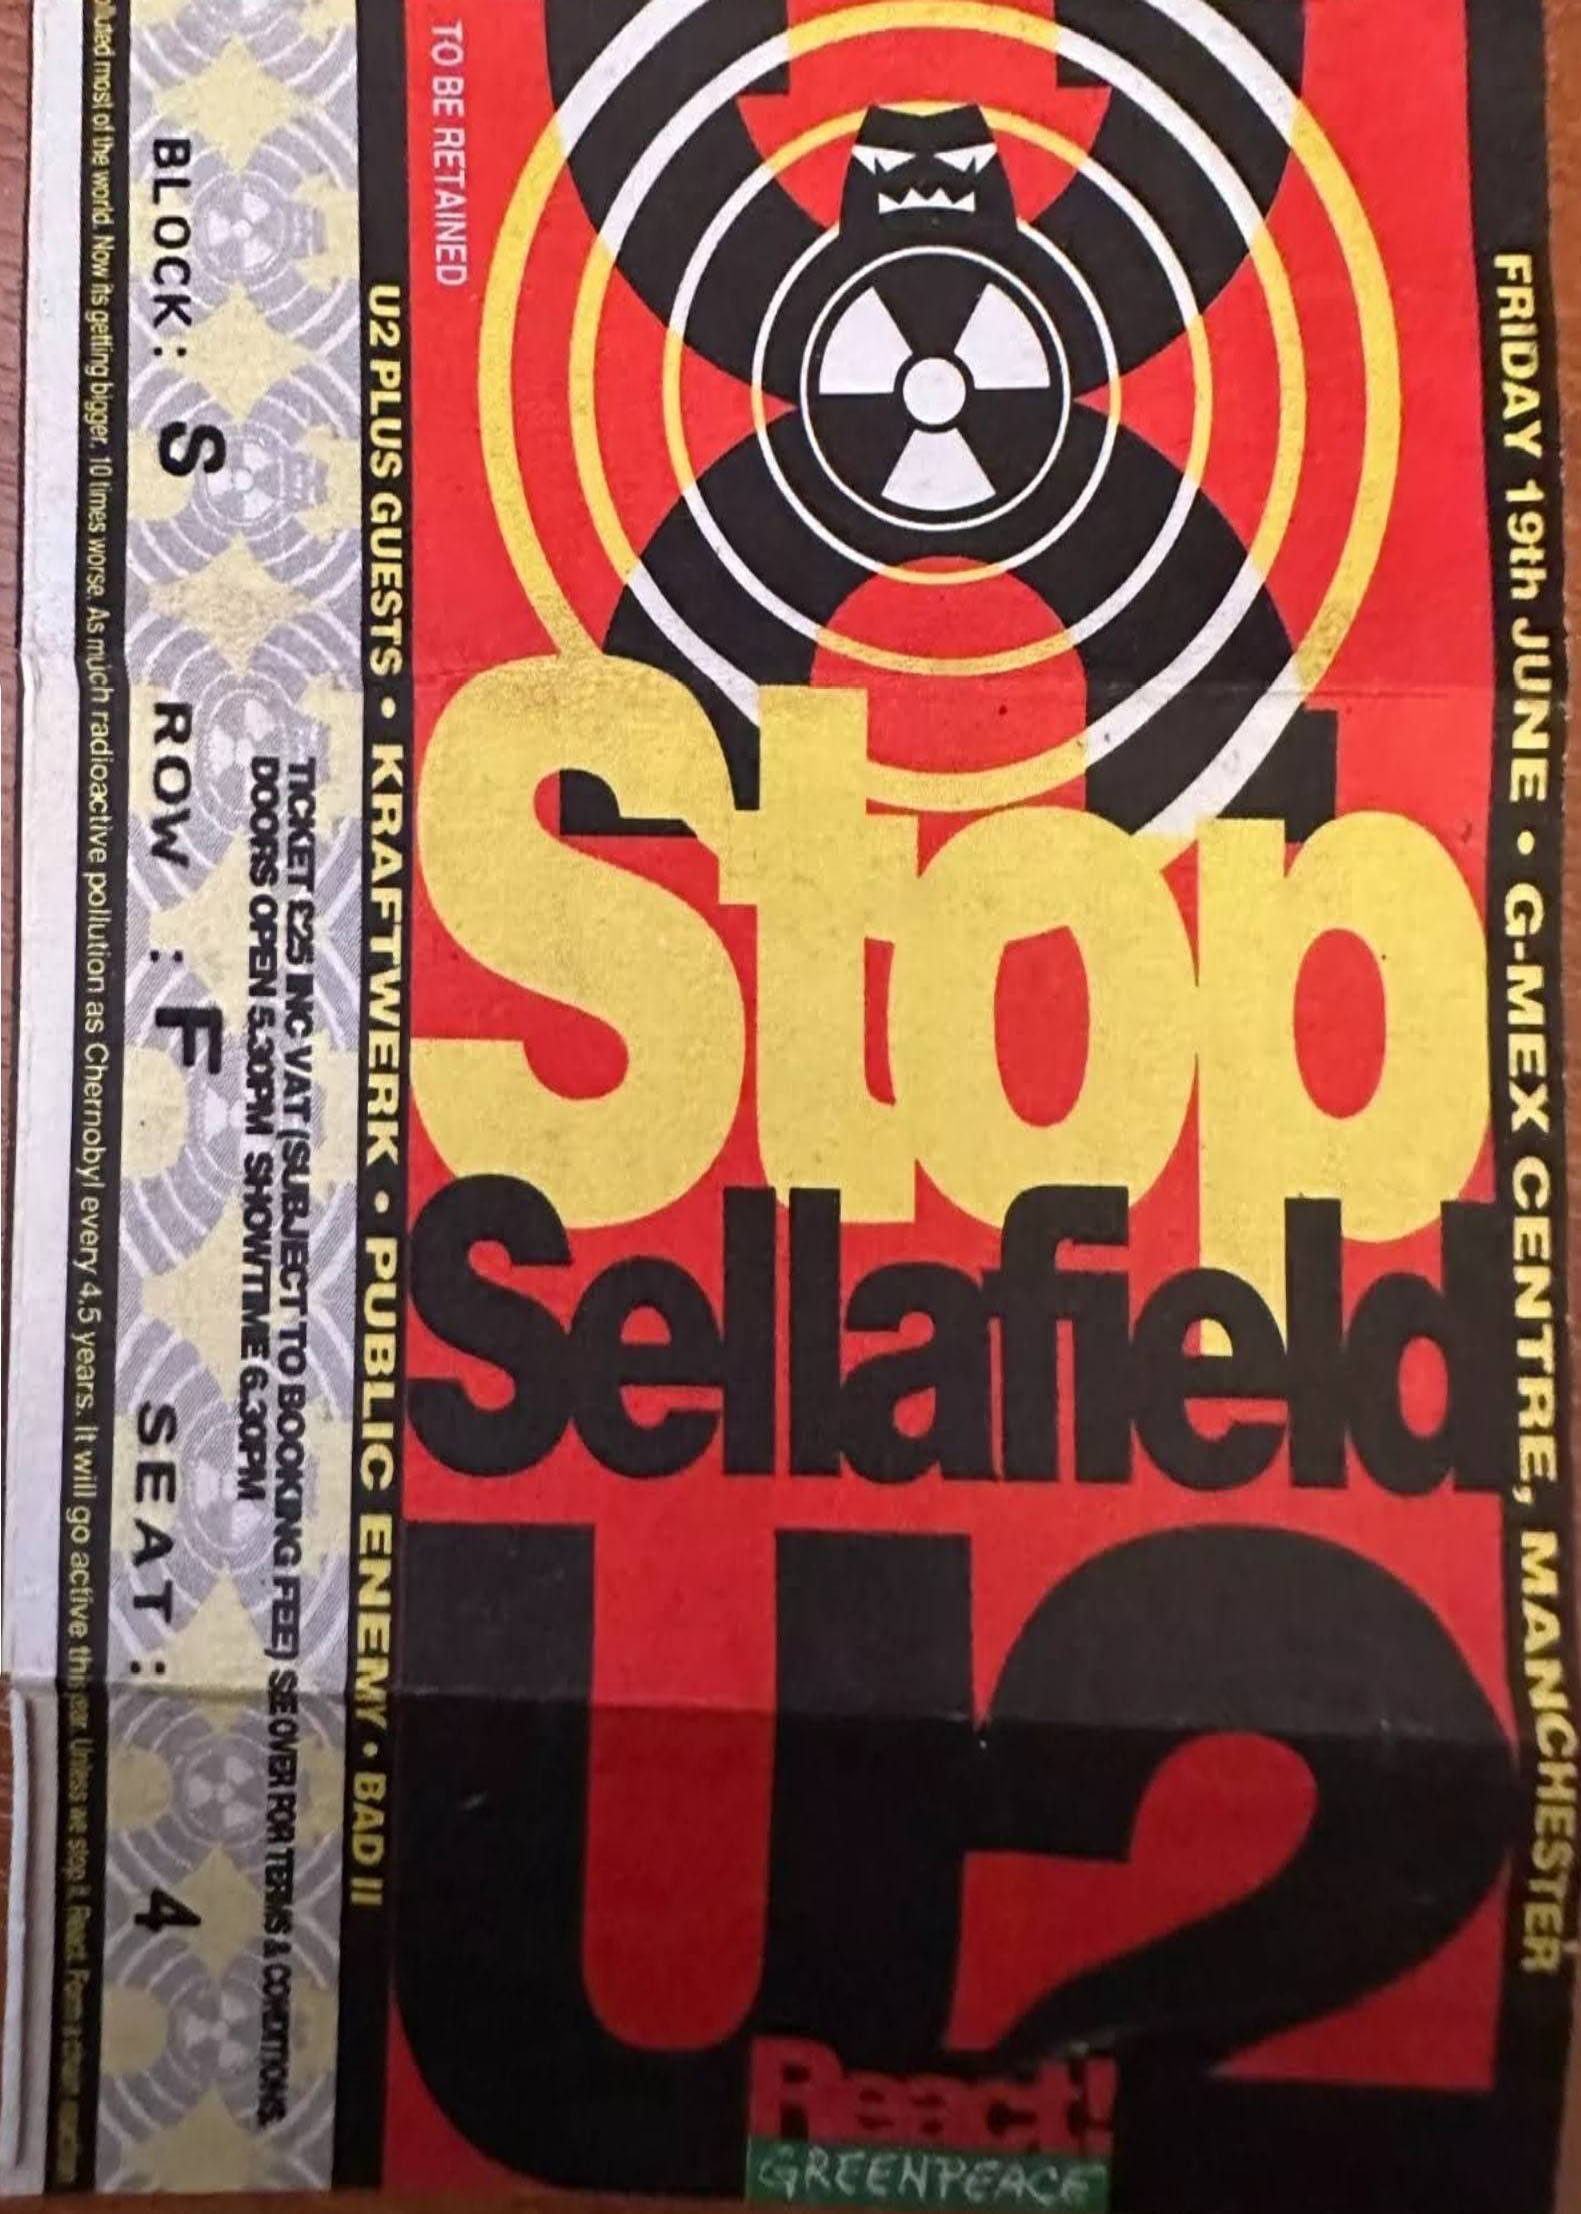 FRIDAY 19th JUNE • G-MEX CENTRE, MANCHESTER
Stop
Sellafield
U2
React!
GREENPEACE
TO BE RETAINED
U2 PLUS GUESTS • KRAFTWERK • PUBLIC ENEMY • BAD II
TICKET £25 INC VAT (SUBJECT TO BOOKING FEE) SE OVER FOR TERMS & CONDITIONS.
DOORS OPEN 5.30PM SHOWTIME 6.30PM
BLOCK: S ROW : F SEAT: 4
most of the world. Now its getting bigger. 10 times worse. As much radioactive pollution as Chernobyl every 4.5 years. It will go active this year. Unless we stop it. React.